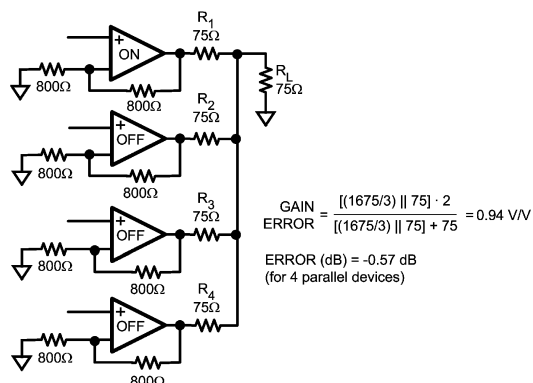 R1
75Ω
+
ON
800Ω
800Ω
RL
75Ω
R2
75Ω
+
OFF
800Ω
800Ω
R3
75Ω
+
OFF
800Ω
800Ω
R4
75Ω
+
OFF
800Ω
800Ω
GAIN ERROR = [(1675/3) || 75] · 2 / [(1675/3) || 75] + 75 = 0.94 V/V
ERROR (dB) = -0.57 dB
(for 4 parallel devices)